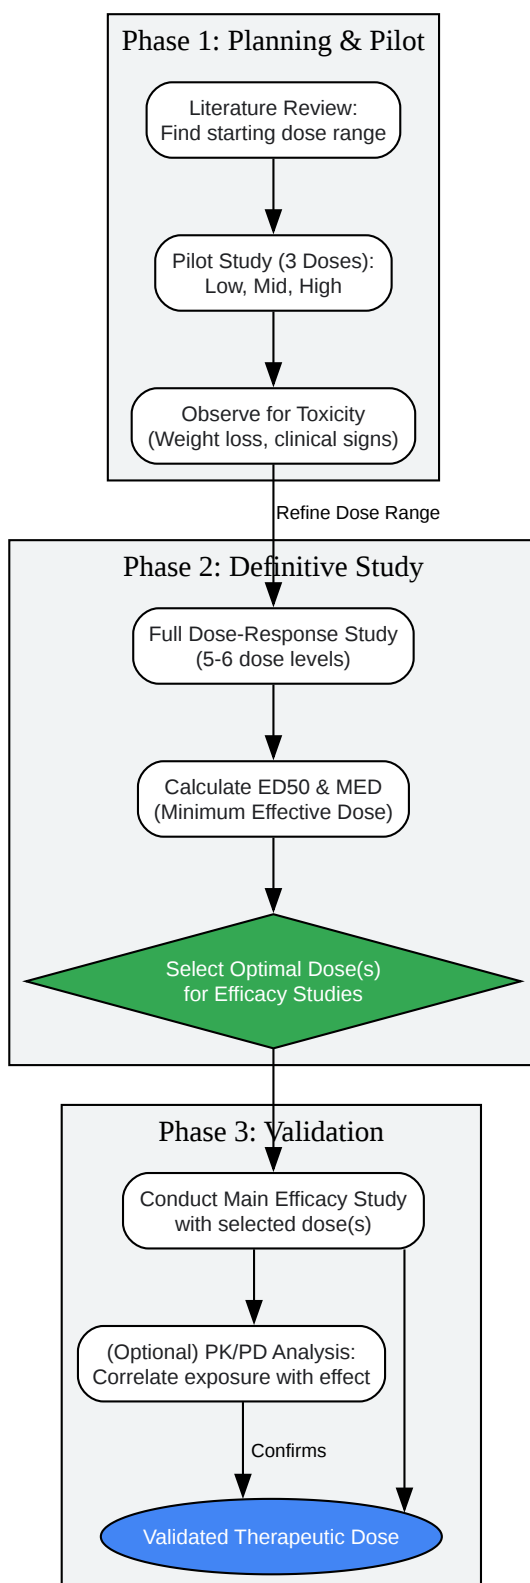 Phase 1: Planning & Pilot
Literature Review:
Find starting dose range
Pilot Study (3 Doses):
Low, Mid, High
Observe for Toxicity
(Weight loss, clinical signs)
Refine Dose Range
Phase 2: Definitive Study
Full Dose-Response Study
(5-6 dose levels)
Calculate ED50 & MED
(Minimum Effective Dose)
Select Optimal Dose(s)
for Efficacy Studies
Phase 3: Validation
Conduct Main Efficacy Study
with selected dose(s)
(Optional) PK/PD Analysis:
Correlate exposure with effect
Confirms
Validated Therapeutic Dose